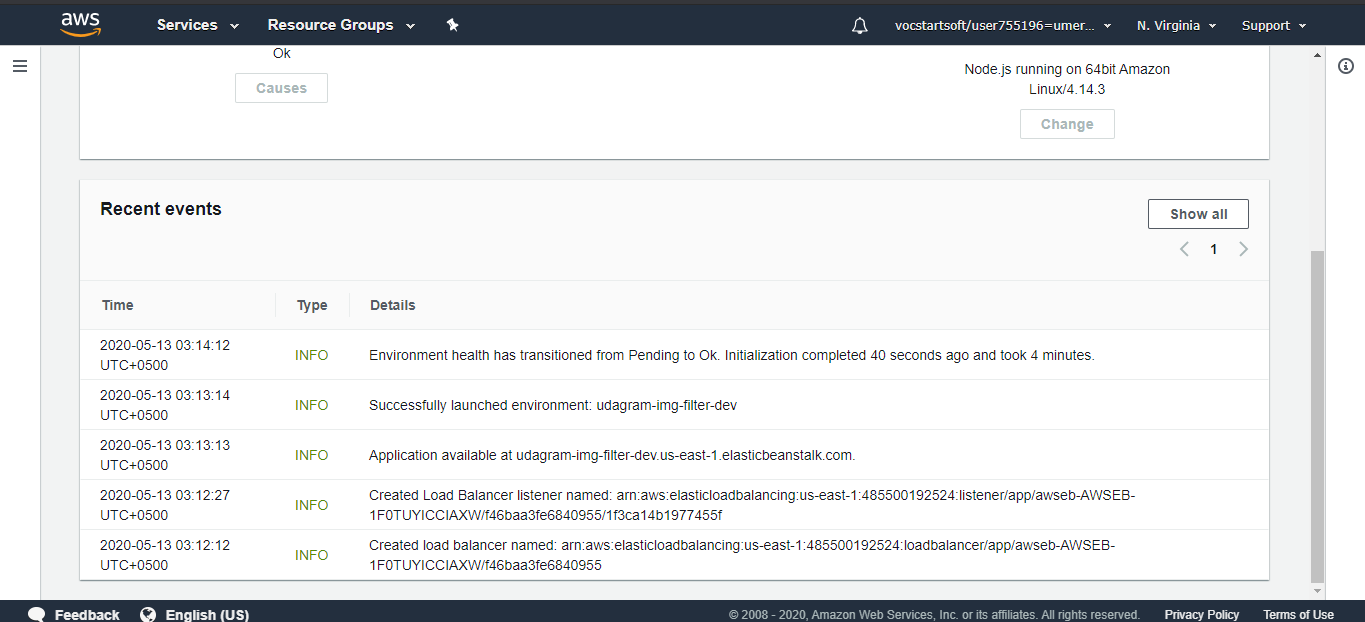 aws
Services
Resource Groups
vocstartsoft/user755196=umer...
N. Virginia
Support
Ok
Causes
Node.js running on 64bit Amazon
Linux/4.14.3
Change
Recent events
Show all
1
Time
Type
Details
2020-05-13 03:14:12
UTC+0500
INFO
Environment health has transitioned from Pending to Ok. Initialization completed 40 seconds ago and took 4 minutes.
2020-05-13 03:13:14
UTC+0500
INFO
Successfully launched environment: udagram-img-filter-dev
2020-05-13 03:13:13
UTC+0500
INFO
Application available at udagram-img-filter-dev.us-east-1.elasticbeanstalk.com.
2020-05-13 03:12:27
UTC+0500
INFO
Created Load Balancer listener named: arn:aws:elasticloadbalancing:us-east-1:485500192524:listener/app/awseb-AWSEB-
1F0TUYICCIAXW/f46baa3fe6840955/1f3ca14b1977455f
2020-05-13 03:12:12
UTC+0500
INFO
Created load balancer named: arn:aws:elasticloadbalancing:us-east-1:485500192524:loadbalancer/app/awseb-AWSEB-
1F0TUYICCIAXW/f46baa3fe6840955
Feedback
English (US)
© 2008 - 2020, Amazon Web Services, Inc. or its affiliates. All rights reserved.
Privacy Policy
Terms of Use